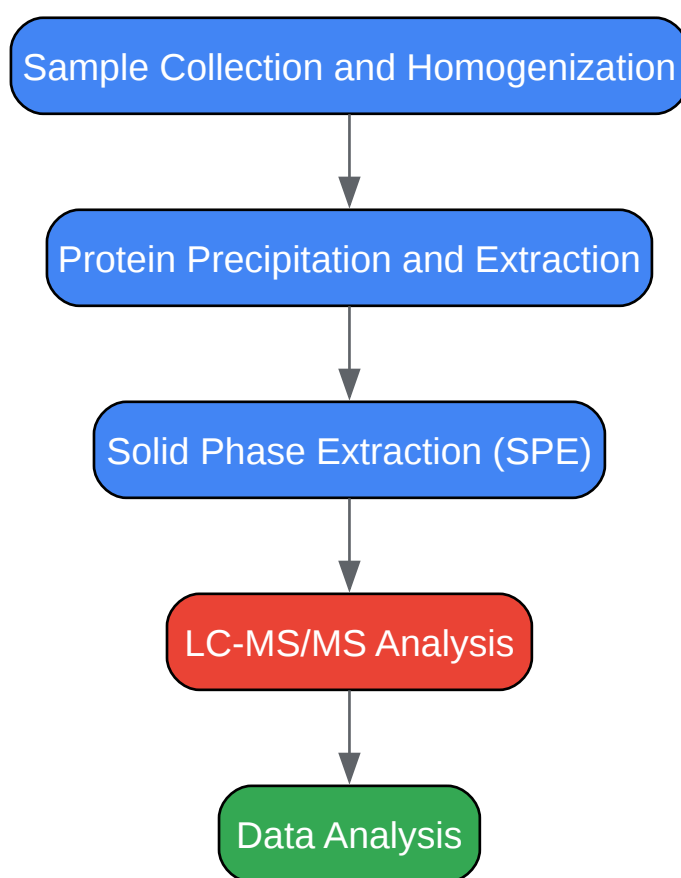 Sample Collection and Homogenization
Protein Precipitation and Extraction
Solid Phase Extraction (SPE)
LC-MS/MS Analysis
Data Analysis